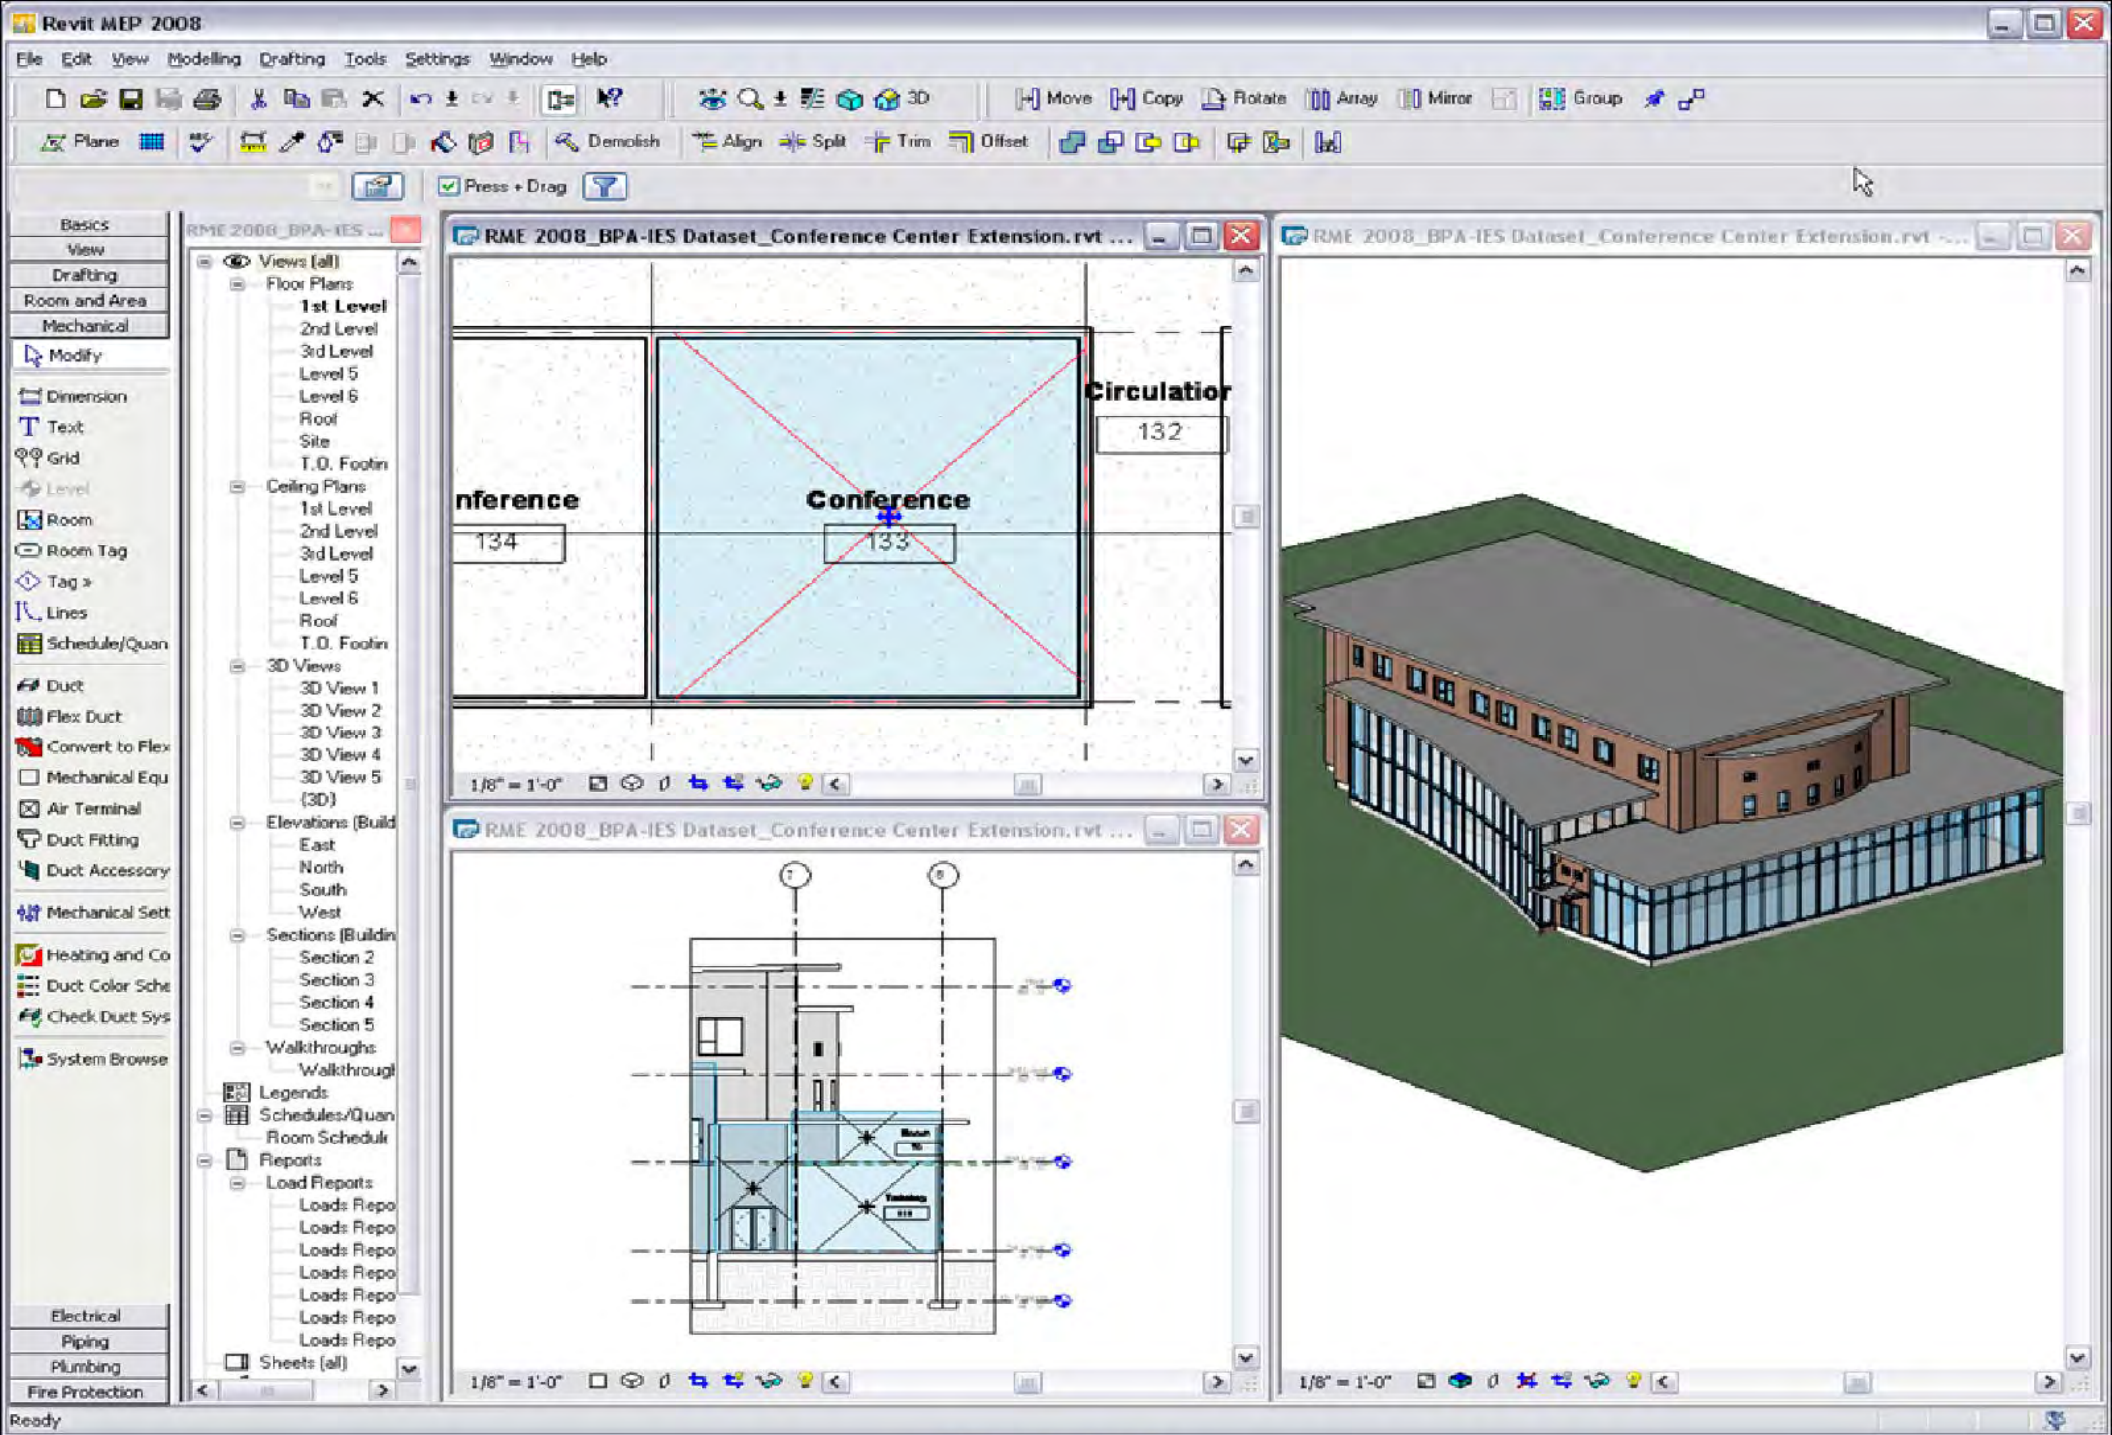 Revit MEP 2008
File Edit View Modelling Drafting Tools Settings Window Help
3D Move Copy Rotate Array Mirror Group
Plane Demolish Align Split Trim Offset
Press + Drag
Basics
View
Drafting
Room and Area
Mechanical
Modify
Dimension
Text
Grid
Level
Room
Room Tag
Tag »
Lines
Schedule/Quan
Duct
Flex Duct
Convert to Flex
Mechanical Equ
Air Terminal
Duct Fitting
Duct Accessory
Mechanical Sett
Heating and Co
Duct Color Sche
Check Duct Sys
System Browse
Electrical
Piping
Plumbing
Fire Protection
RME 2008_BPA-IES ...
Views (all)
Floor Plans
1st Level
2nd Level
3rd Level
Level 5
Level 6
Roof
Site
T.O. Footin
Ceiling Plans
1st Level
2nd Level
3rd Level
Level 5
Level 6
Roof
T.O. Footin
3D Views
3D View 1
3D View 2
3D View 3
3D View 4
3D View 5
{3D}
Elevations (Build
East
North
South
West
Sections (Buildin
Section 2
Section 3
Section 4
Section 5
Walkthroughs
Walkthrough
Legends
Schedules/Quan
Room Schedule
Reports
Load Reports
Loads Repo
Loads Repo
Loads Repo
Loads Repo
Loads Repo
Loads Repo
Loads Repo
Sheets (all)
RME 2008_BPA-IES Dataset_Conference Center Extension.rvt ...
nference
134
Conference
133
Circulation
132
1/8" = 1'-0"
RME 2008_BPA-IES Dataset_Conference Center Extension.rvt ...
7
1/8" = 1'-0"
RME 2008_BPA-IES Dataset_Conference Center Extension.rvt -...
1/8" = 1'-0"
Ready